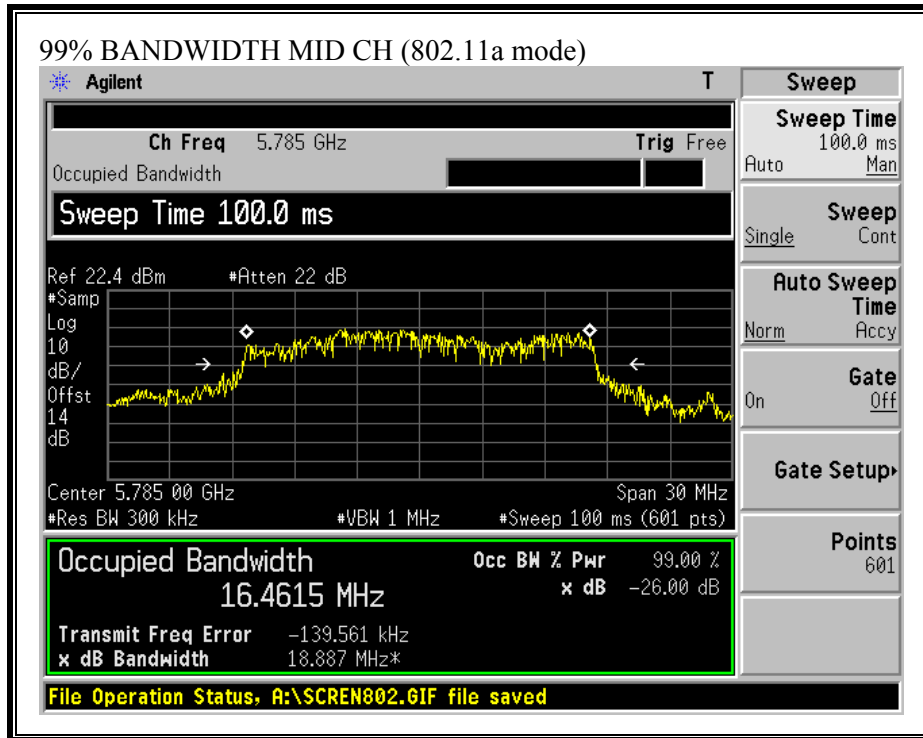 99% BANDWIDTH MID CH (802.11a mode)
Agilent T
Ch Freq 5.785 GHz Trig Free
Occupied Bandwidth
Sweep Time 100.0 ms
Ref 22.4 dBm #Atten 22 dB
#Samp
Log
10
dB/
Offst
14
dB
Center 5.785 00 GHz Span 30 MHz
#Res BW 300 kHz #VBW 1 MHz #Sweep 100 ms (601 pts)
Occupied Bandwidth Occ BW % Pwr 99.00 %
16.4615 MHz x dB -26.00 dB
Transmit Freq Error -139.561 kHz
x dB Bandwidth 18.887 MHz*
File Operation Status, A:\SCREN802.GIF file saved
Sweep
Sweep Time
100.0 ms
Auto Man
Sweep
Single Cont
Auto Sweep
Time
Norm Accy
Gate
On Off
Gate Setup▸
Points
601